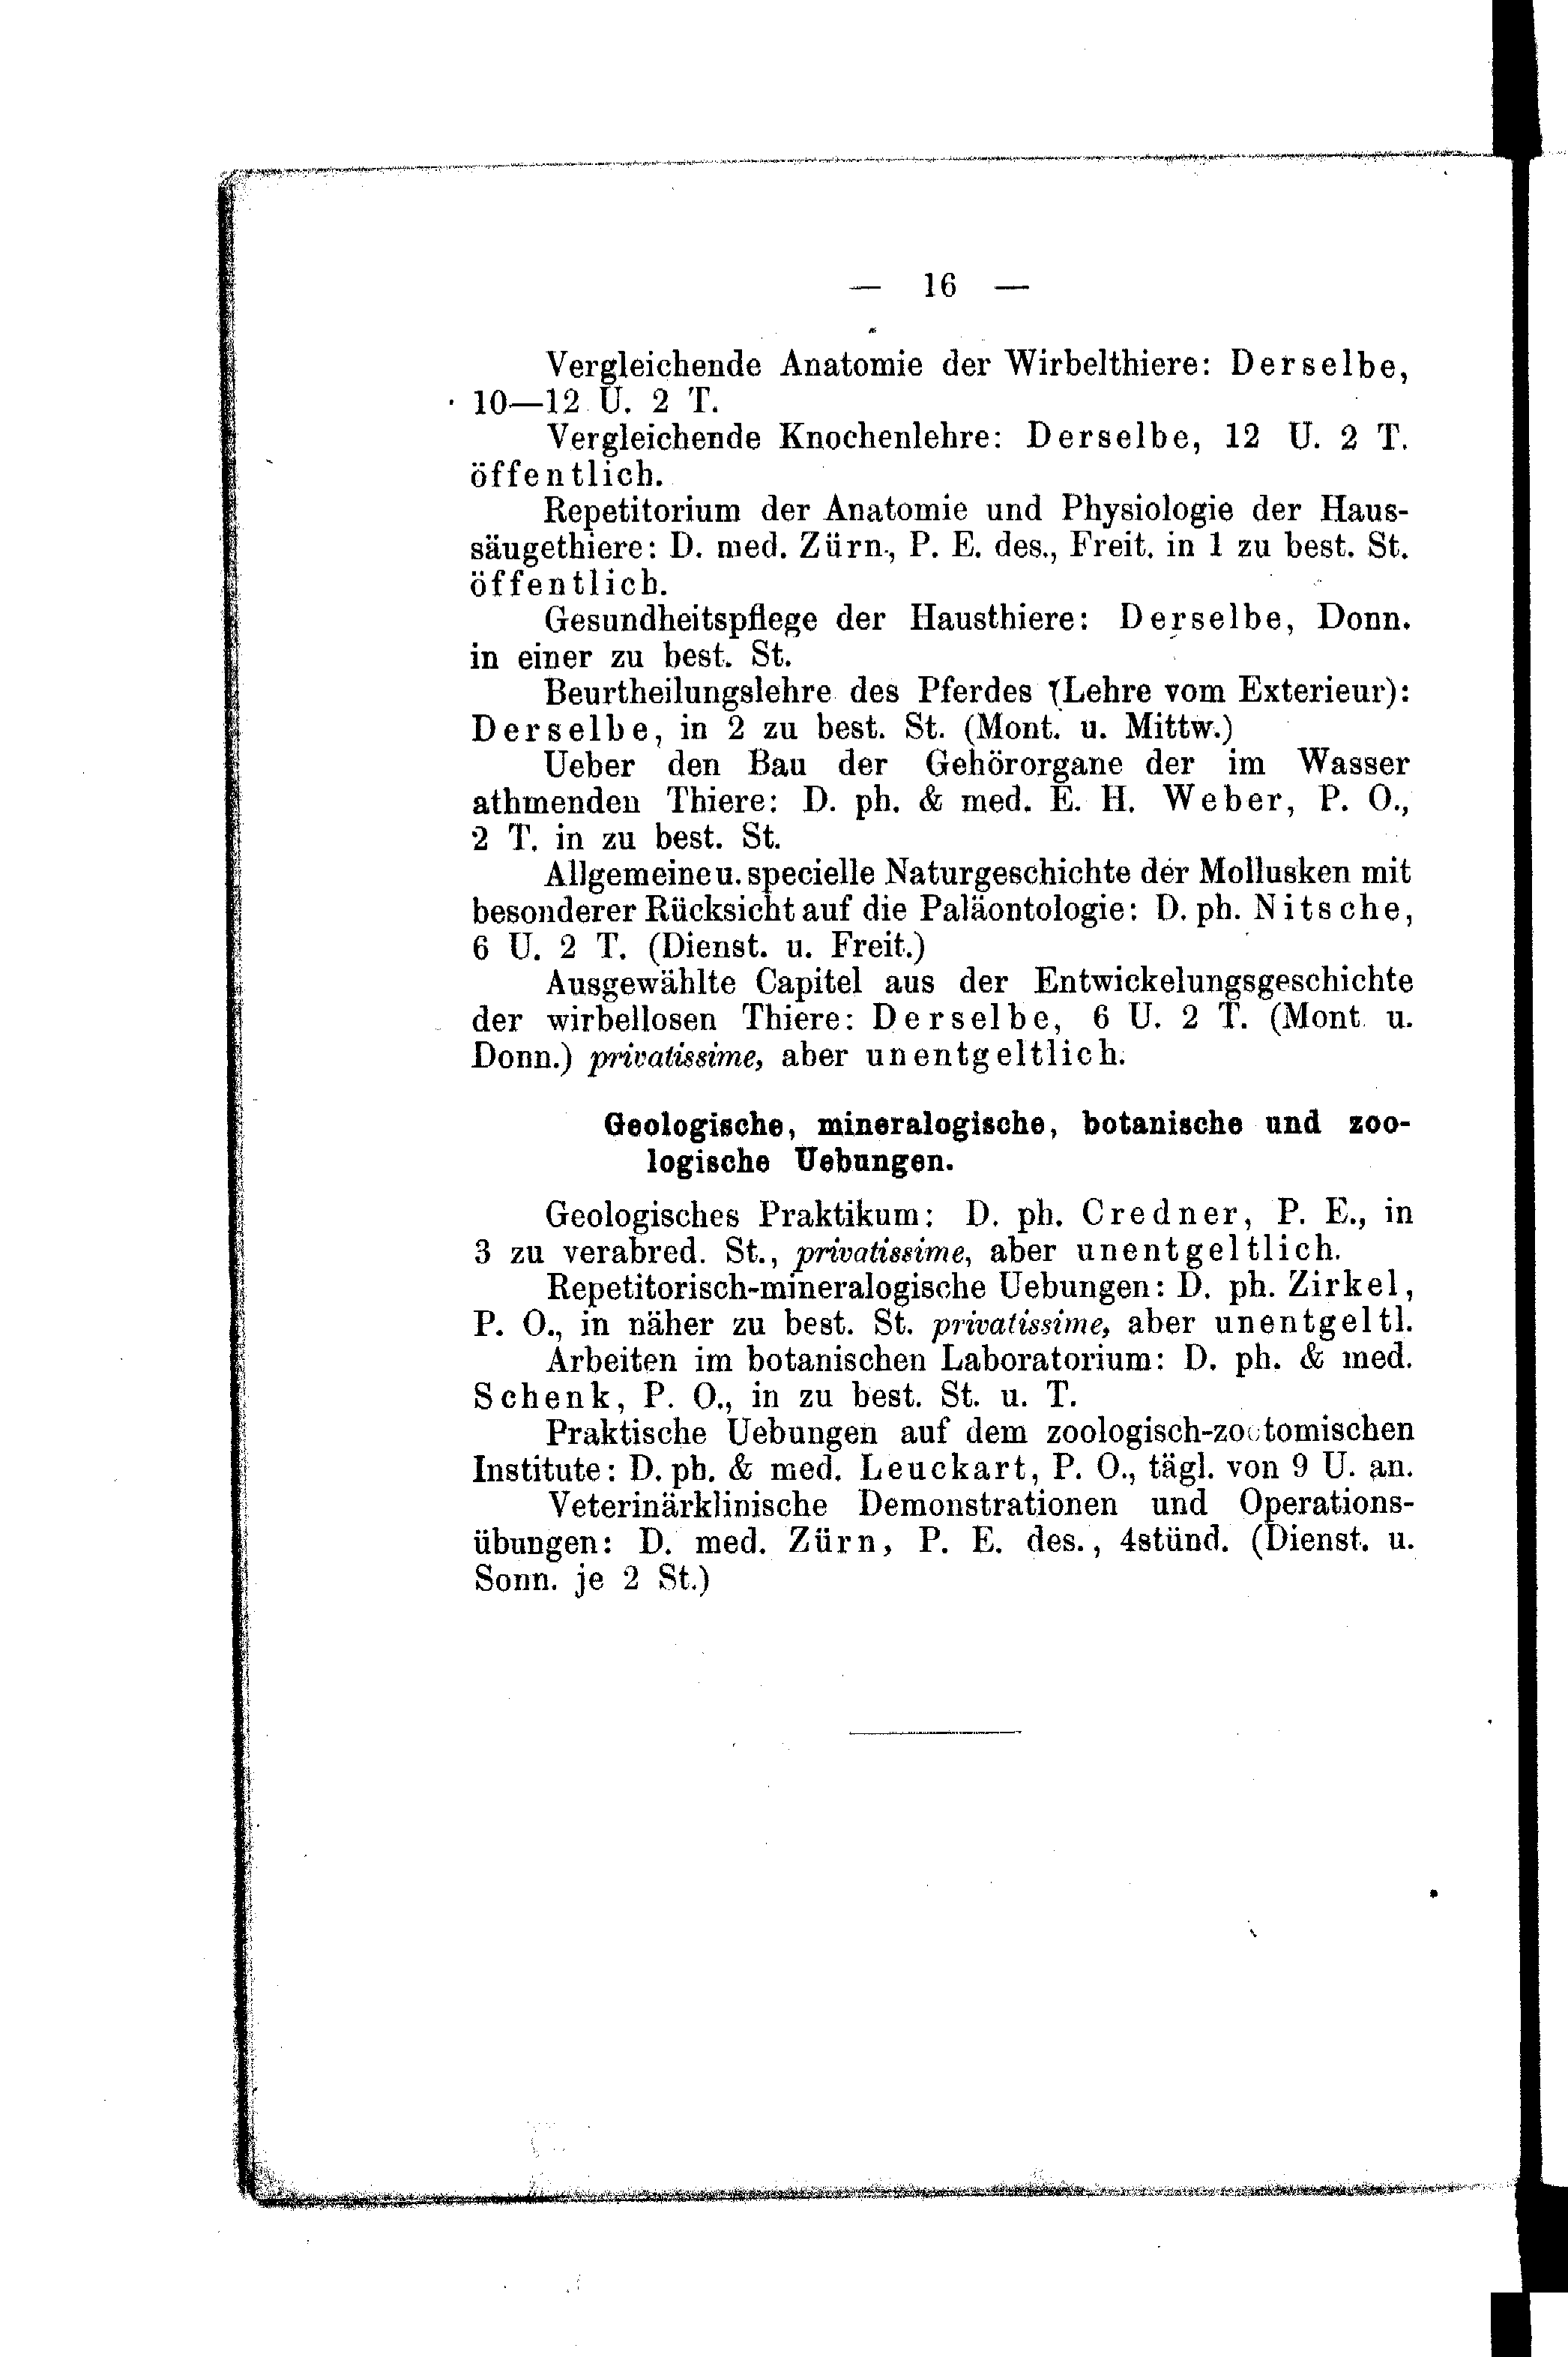 — 16 —
Vergleichende Anatomie der Wirbelthiere: Derselbe,
10—12 U. 2 T.
Vergleichende Knochenlehre: Derselbe, 12 U. 2 T.
öffentlich.
Repetitorium der Anatomie und Physiologie der Haus-
säugethiere: D. med. Zürn, P. E. des., Freit. in 1 zu best. St.
öffentlich.
Gesundheitspflege der Hausthiere: Derselbe, Donn.
in einer zu best. St.
Beurtheilungslehre des Pferdes (Lehre vom Exterieur):
Derselbe, in 2 zu best. St. (Mont. u. Mittw.)
Ueber den Bau der Gehörorgane der im Wasser
athmenden Thiere: D. ph. & med. E. H. Weber, P. O.,
2 T. in zu best. St.
Allgemeine u. specielle Naturgeschichte der Mollusken mit
besonderer Rücksicht auf die Paläontologie: D. ph. Nitsche,
6 U. 2 T. (Dienst. u. Freit.)
Ausgewählte Capitel aus der Entwickelungsgeschichte
der wirbellosen Thiere: Derselbe, 6 U. 2 T. (Mont. u.
Donn.) privatissime, aber unentgeltlich.
Geologische, mineralogische, botanische und zoo-
logische Uebungen.
Geologisches Praktikum: D. ph. Credner, P. E., in
3 zu verabred. St., privatissime, aber unentgeltlich.
Repetitorisch-mineralogische Uebungen: D. ph. Zirkel,
P. O., in näher zu best. St. privatissime, aber unentgeltl.
Arbeiten im botanischen Laboratorium: D. ph. & med.
Schenk, P. O., in zu best. St. u. T.
Praktische Uebungen auf dem zoologisch-zootomischen
Institute: D. ph. & med. Leuckart, P. O., tägl. von 9 U. an.
Veterinärklinische Demonstrationen und Operations-
übungen: D. med. Zürn, P. E. des., 4stünd. (Dienst. u.
Sonn. je 2 St.)